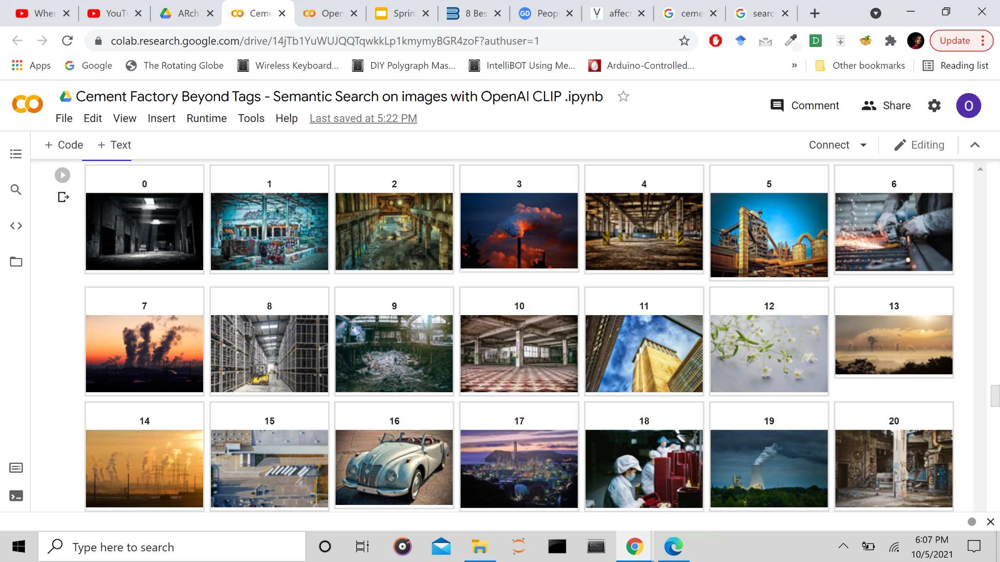 Wher
YouT
ARchi
Ceme
Open
Sprin
8 Bes
Peopl
affect
ceme
searc
colab.research.google.com/drive/14jTb1YuWUJQQTqwkkLp1kmymyBGR4zoF?authuser=1
Update
Apps
Google
The Rotating Globe
Wireless Keyboard...
DIY Polygraph Mas...
IntelliBOT Using Me...
Arduino-Controlled...
»
Other bookmarks
Reading list
Cement Factory Beyond Tags - Semantic Search on images with OpenAI CLIP .ipynb
Comment
Share
O
File Edit View Insert Runtime Tools Help Last saved at 5:22 PM
+ Code + Text
Connect
Editing
0 1 2 3 4 5 6
7 8 9 10 11 12 13
14 15 16 17 18 19 20
Type here to search
6:07 PM
10/5/2021